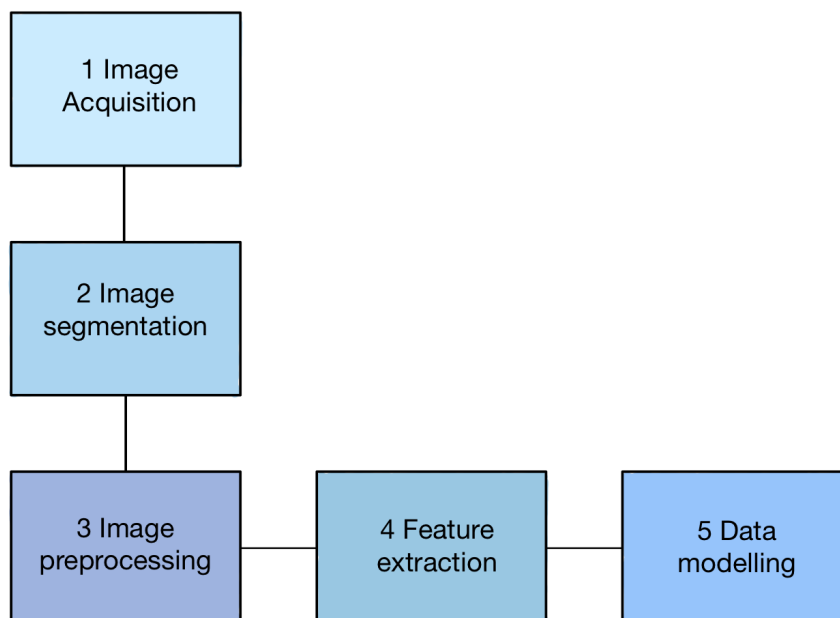 1 Image
Acquisition
2 Image
segmentation
3 Image
preprocessing
4 Feature
extraction
5 Data
modelling